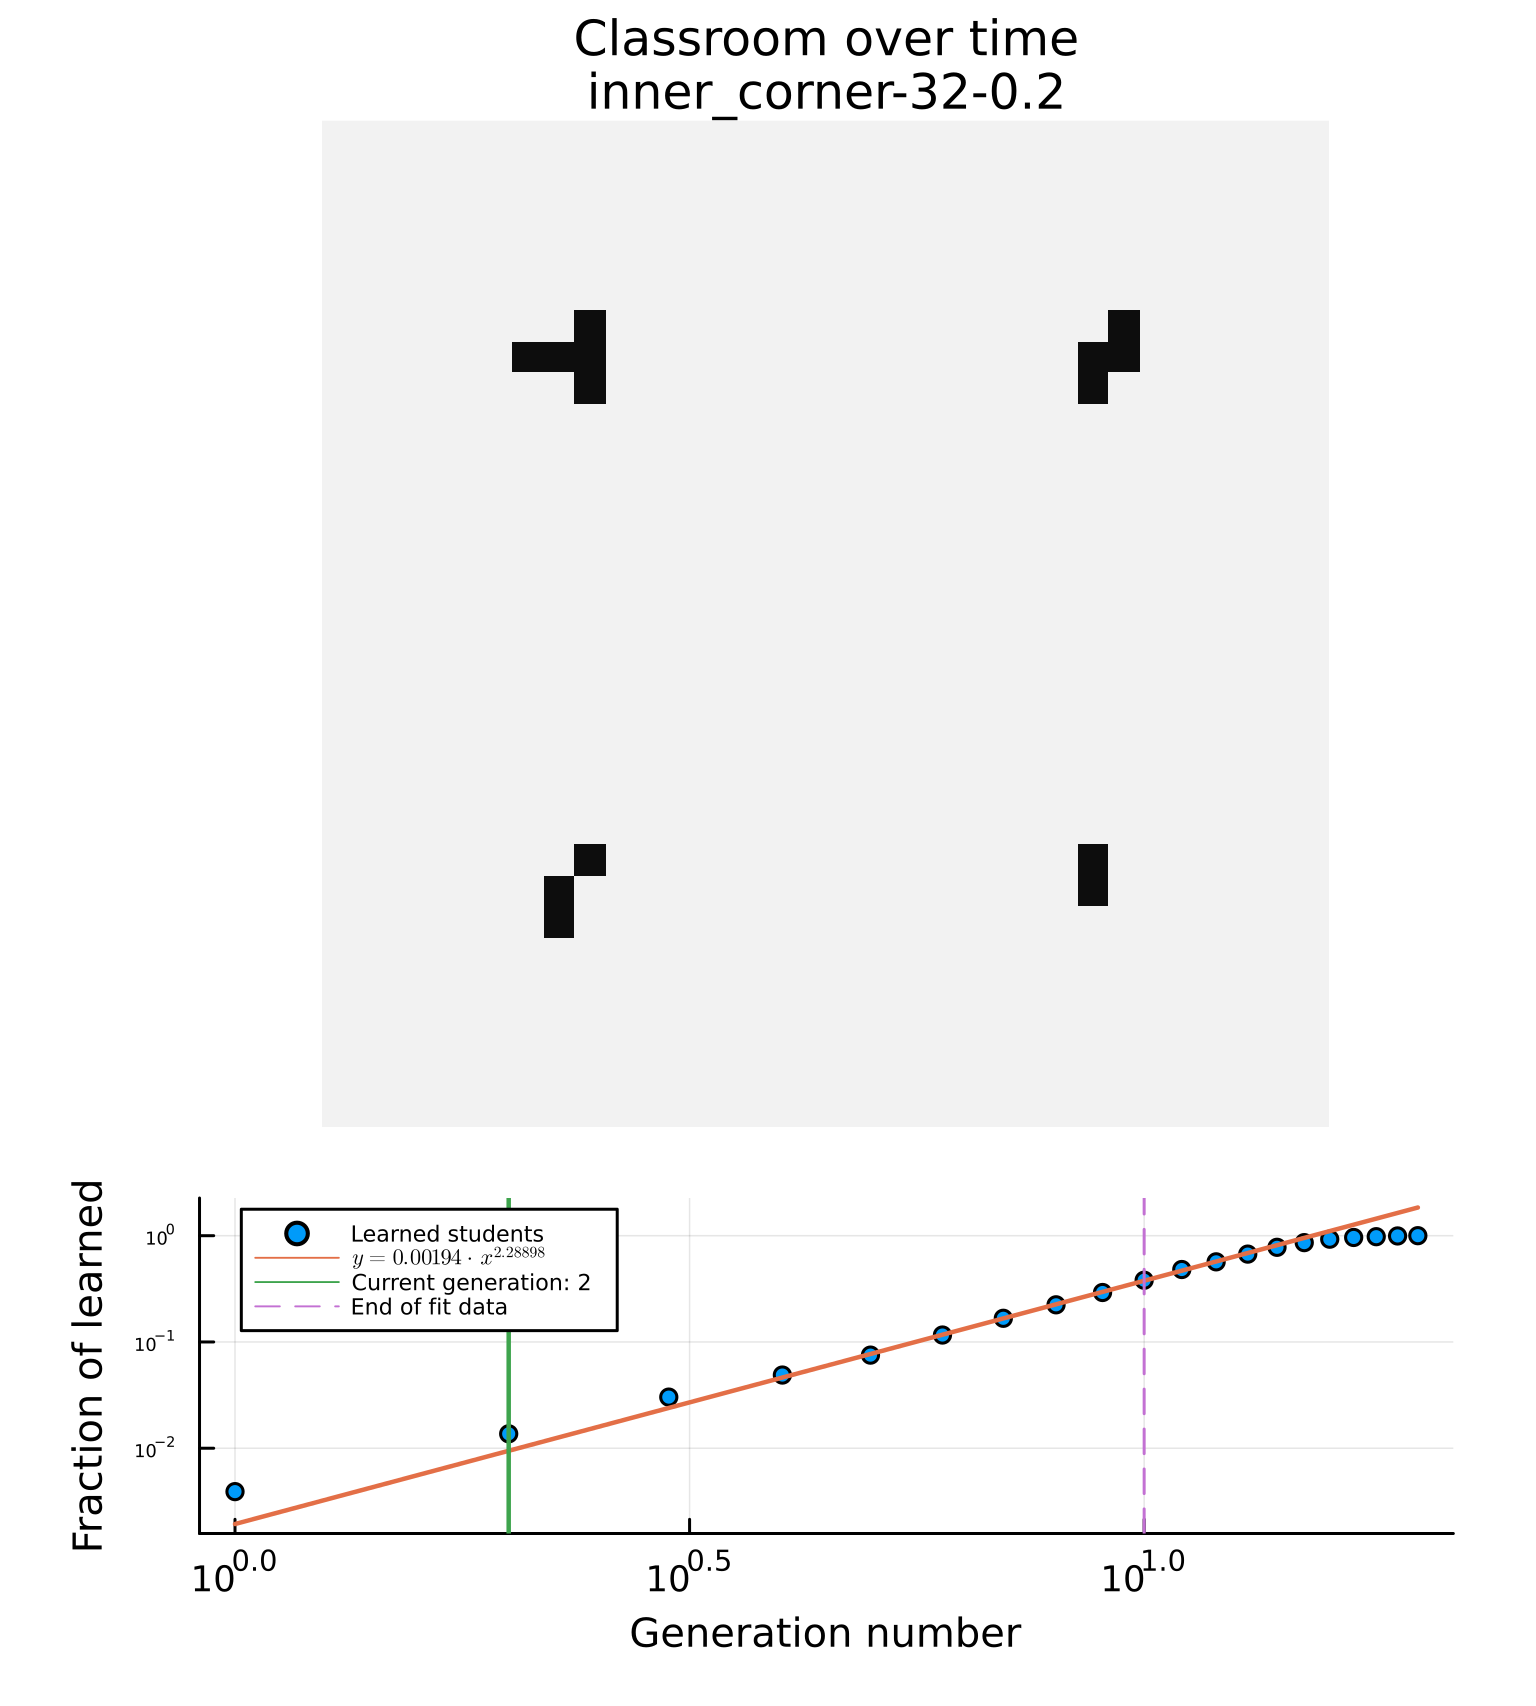 Classroom over time
inner_corner-32-0.2
Fraction of learned
10^0
10^-1
10^-2
Learned students
y = 0.00194 · x^2.28898
Current generation: 2
End of fit data
10^0.0 10^0.5 10^1.0
Generation number